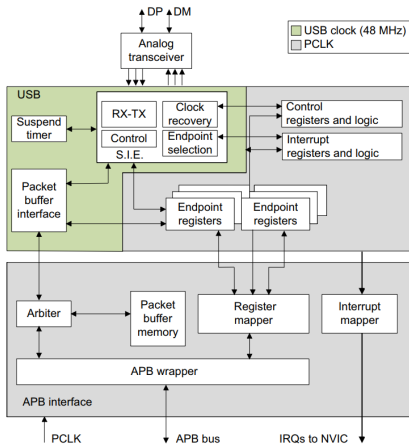 DP DM
USB clock (48 MHz)
PCLK
Analog
transceiver
USB
RX-TX
Clock
recovery
Control
registers and logic
Suspend
timer
Control
Endpoint
selection
S.I.E.
Interrupt
registers and logic
Packet
buffer
interface
Endpoint
registers
Endpoint
registers
Arbiter
Packet
buffer
memory
Register
mapper
Interrupt
mapper
APB wrapper
APB interface
PCLK
APB bus
IRQs to NVIC